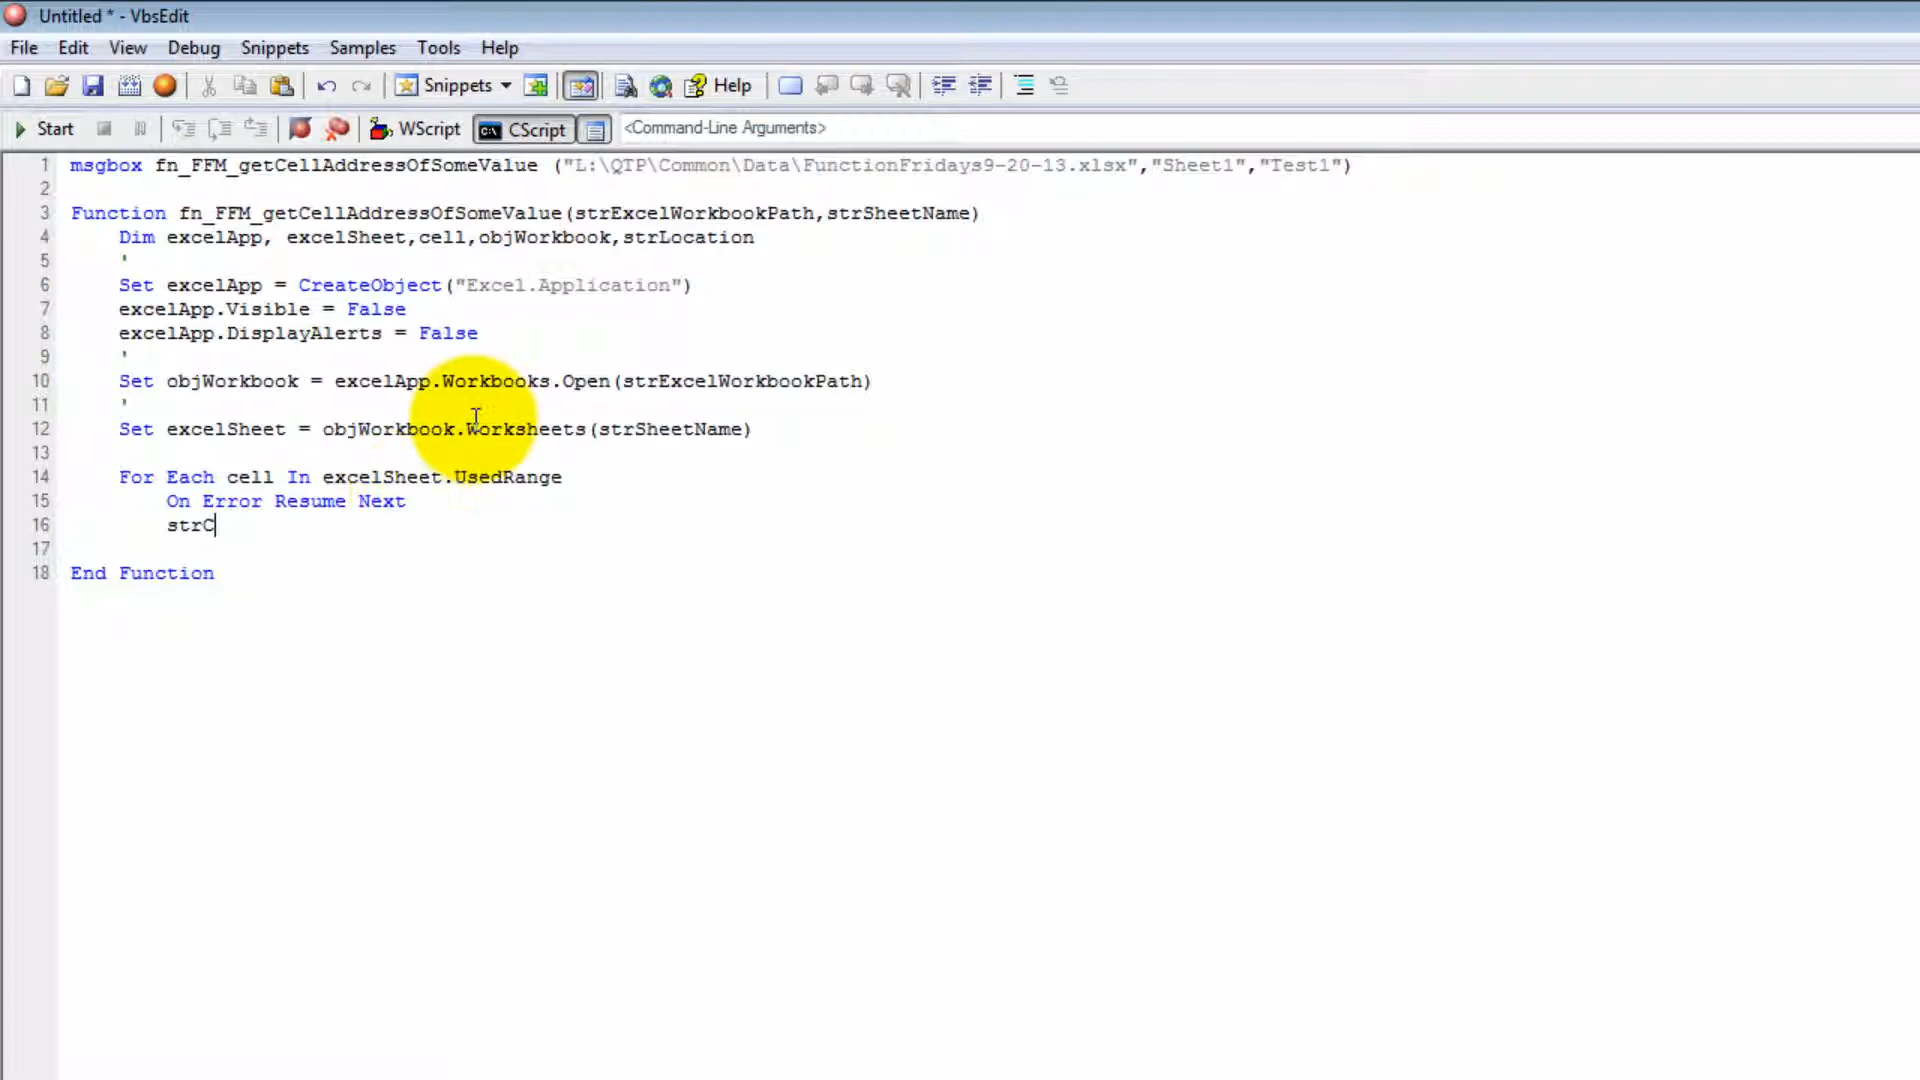 Untitled * - VbsEdit
File Edit View Debug Snippets Samples Tools Help
Snippets Help
Start WScript CScript <Command-Line Arguments>
1 msgbox fn_FFM_getCellAddressOfSomeValue ("L:\QTP\Common\Data\FunctionFridays9-20-13.xlsx","Sheet1","Test1")
2
3 Function fn_FFM_getCellAddressOfSomeValue(strExcelWorkbookPath,strSheetName)
4 Dim excelApp, excelSheet,cell,objWorkbook,strLocation
5 '
6 Set excelApp = CreateObject("Excel.Application")
7 excelApp.Visible = False
8 excelApp.DisplayAlerts = False
9 '
10 Set objWorkbook = excelApp.Workbooks.Open(strExcelWorkbookPath)
11 '
12 Set excelSheet = objWorkbook.Worksheets(strSheetName)
13
14 For Each cell In excelSheet.UsedRange
15 On Error Resume Next
16 strC
17
18 End Function